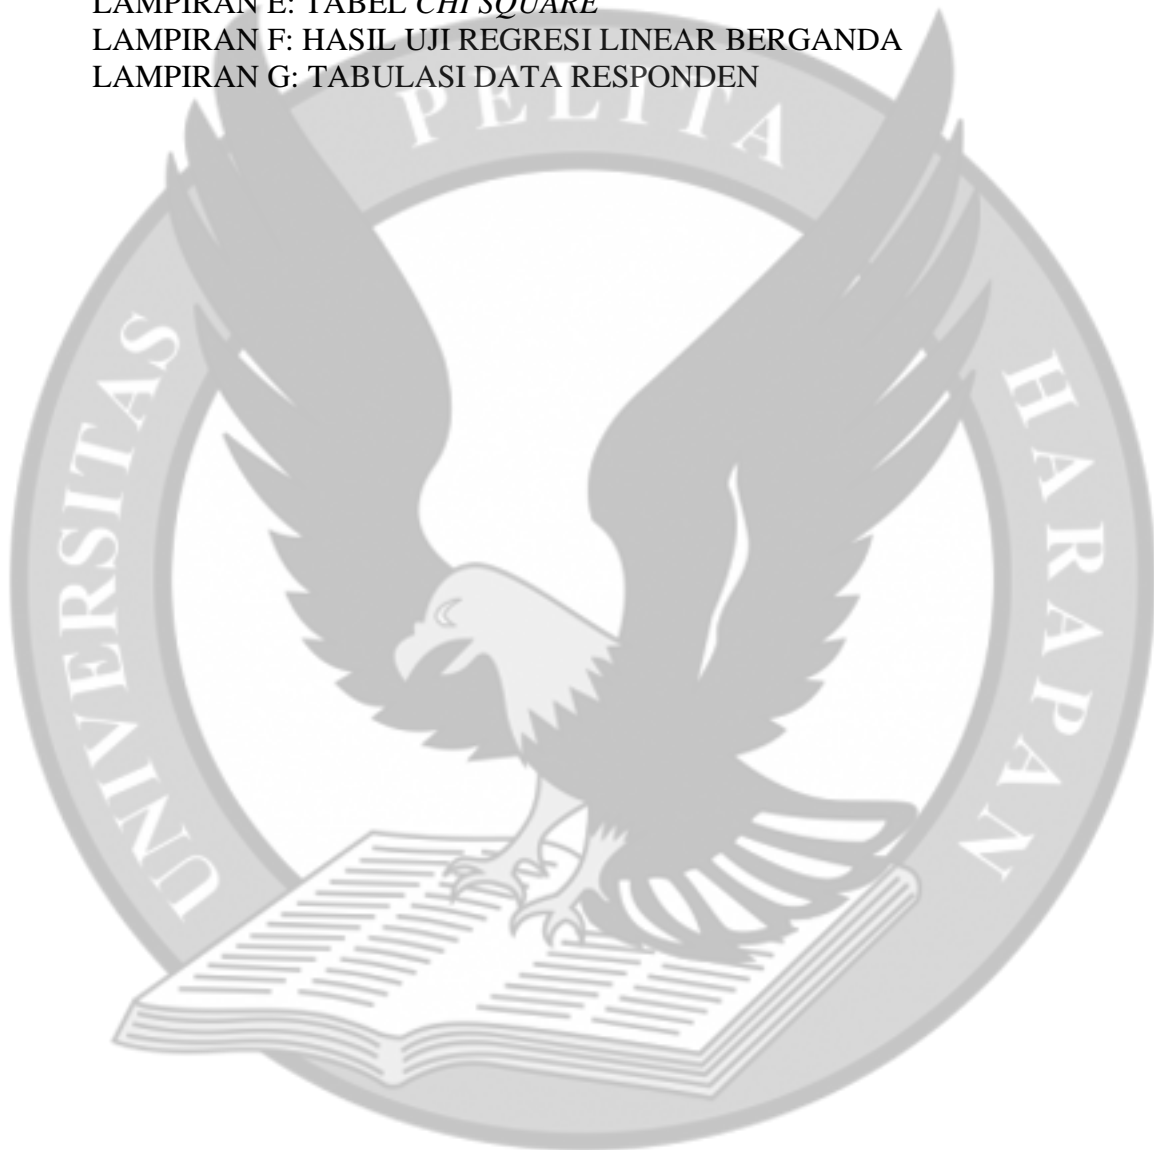 LAMPIRAN E: TABEL CHI SQUARE
LAMPIRAN F: HASIL UJI REGRESI LINEAR BERGANDA
LAMPIRAN G: TABULASI DATA RESPONDEN
UNIVERSITAS PELITA HARAPAN